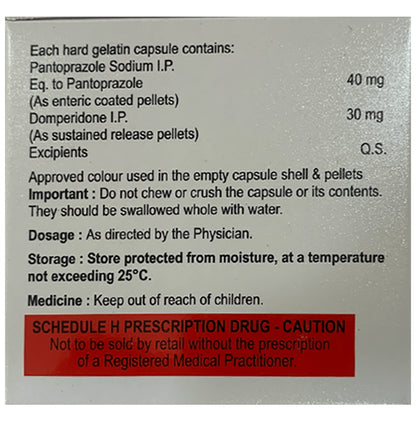 Each hard gelatin capsule contains:
Pantoprazole Sodium I.P.
Eq. to Pantoprazole 40 mg
(As enteric coated pellets)
Domperidone I.P. 30 mg
(As sustained release pellets)
Excipients Q.S.
Approved colour used in the empty capsule shell & pellets
Important : Do not chew or crush the capsule or its contents.
They should be swallowed whole with water.
Dosage : As directed by the Physician.
Storage : Store protected from moisture, at a temperature
not exceeding 25°C.
Medicine : Keep out of reach of children.
SCHEDULE H PRESCRIPTION DRUG - CAUTION
Not to be sold by retail without the prescription
of a Registered Medical Practitioner.